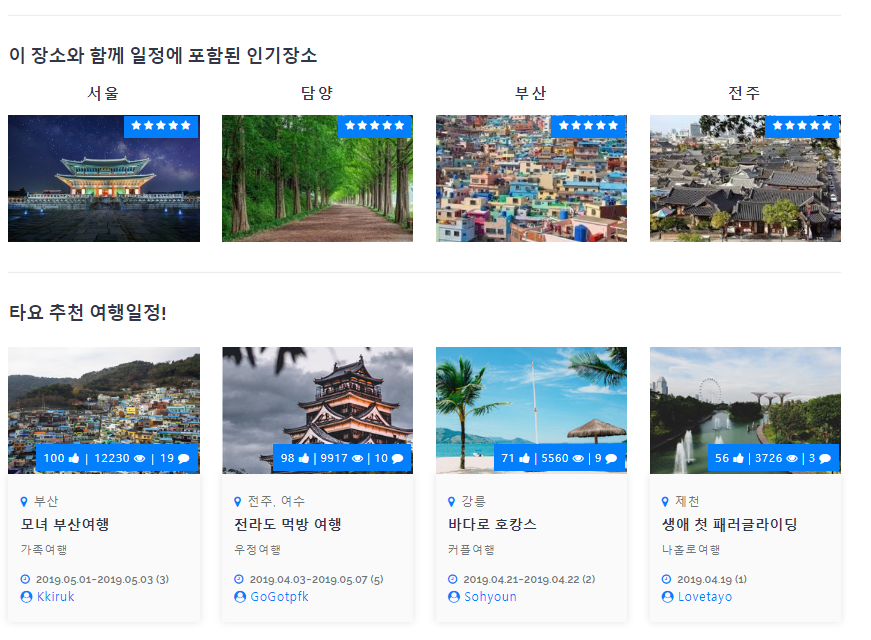 이 장소와 함께 일정에 포함된 인기장소
서울
담양
부산
전주
타요 추천 여행일정!
100 | 12230 | 19
98 | 9917 | 10
71 | 5560 | 9
56 | 3726 | 3
부산
모녀 부산여행
가족여행
2019.05.01-2019.05.03 (3)
Kkiruk
전주, 여수
전라도 먹방 여행
우정여행
2019.04.03-2019.05.07 (5)
GoGotpfk
강릉
바다로 호캉스
커플여행
2019.04.21-2019.04.22 (2)
Sohyoun
제천
생애 첫 패러글라이딩
나홀로여행
2019.04.19 (1)
Lovetayo